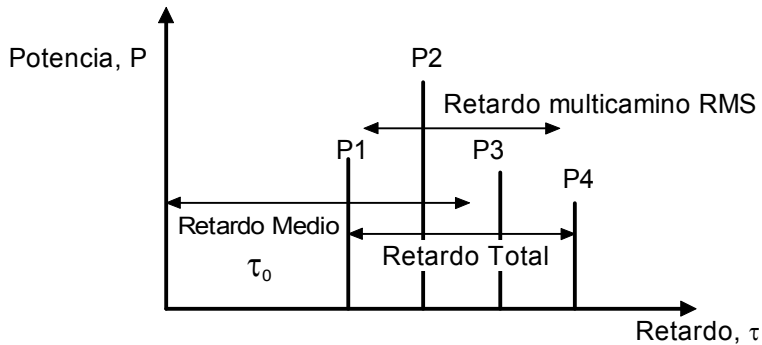 P2
Potencia, P
Retardo multicamino RMS
P1
P3
P4
Retardo Medio
Retardo Total
τ0
Retardo, τ